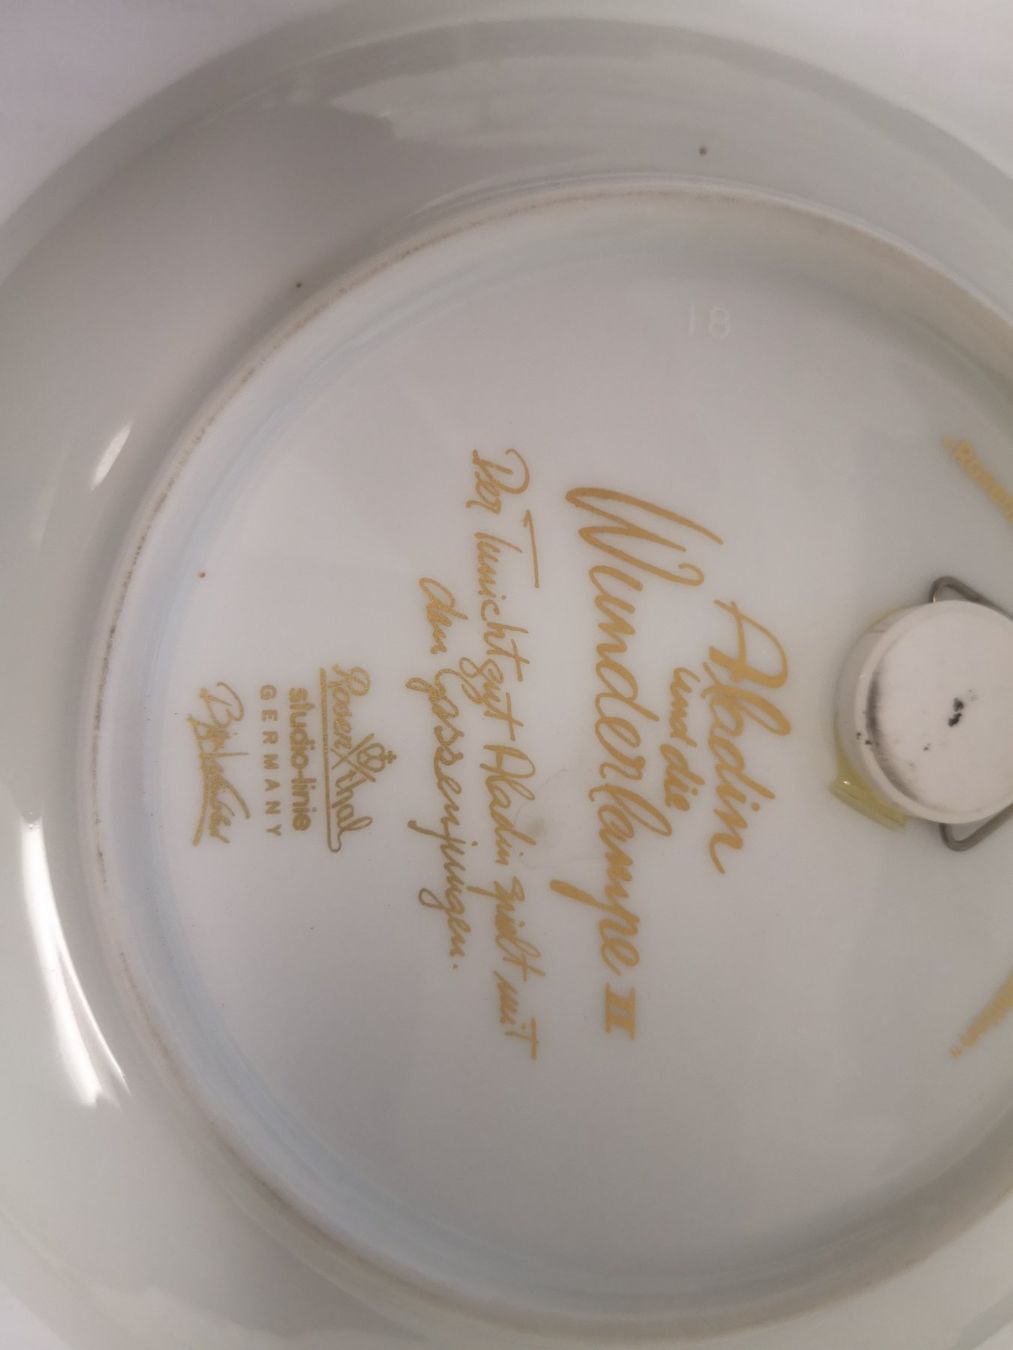 18
Aladin
und die
Wunderlampe II
Der Tunichtgut Aladin spielt mit
den Gassenjungen.
Rosenthal
studio-linie
GERMANY